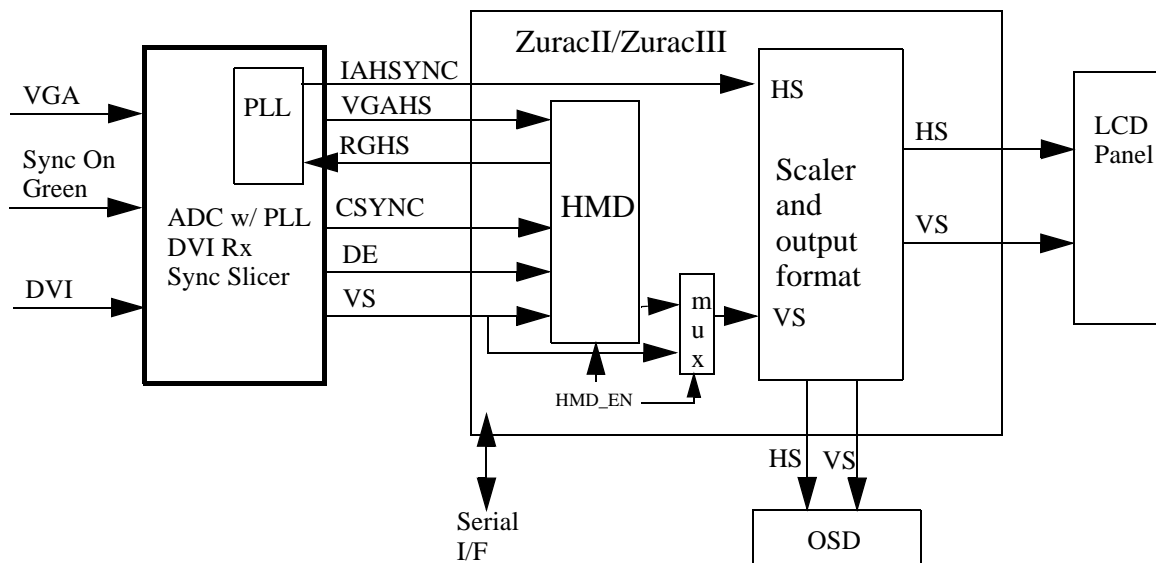 ZuracII/ZuracIII
VGA
Sync On
Green
DVI
PLL
ADC w/ PLL
DVI Rx
Sync Slicer
IAHSYNC
VGAHS
RGHS
CSYNC
DE
VS
HMD
HMD_EN
m
u
x
HS
Scaler
and
output
format
VS
HS
VS
LCD
Panel
HS
VS
OSD
Serial
I/F